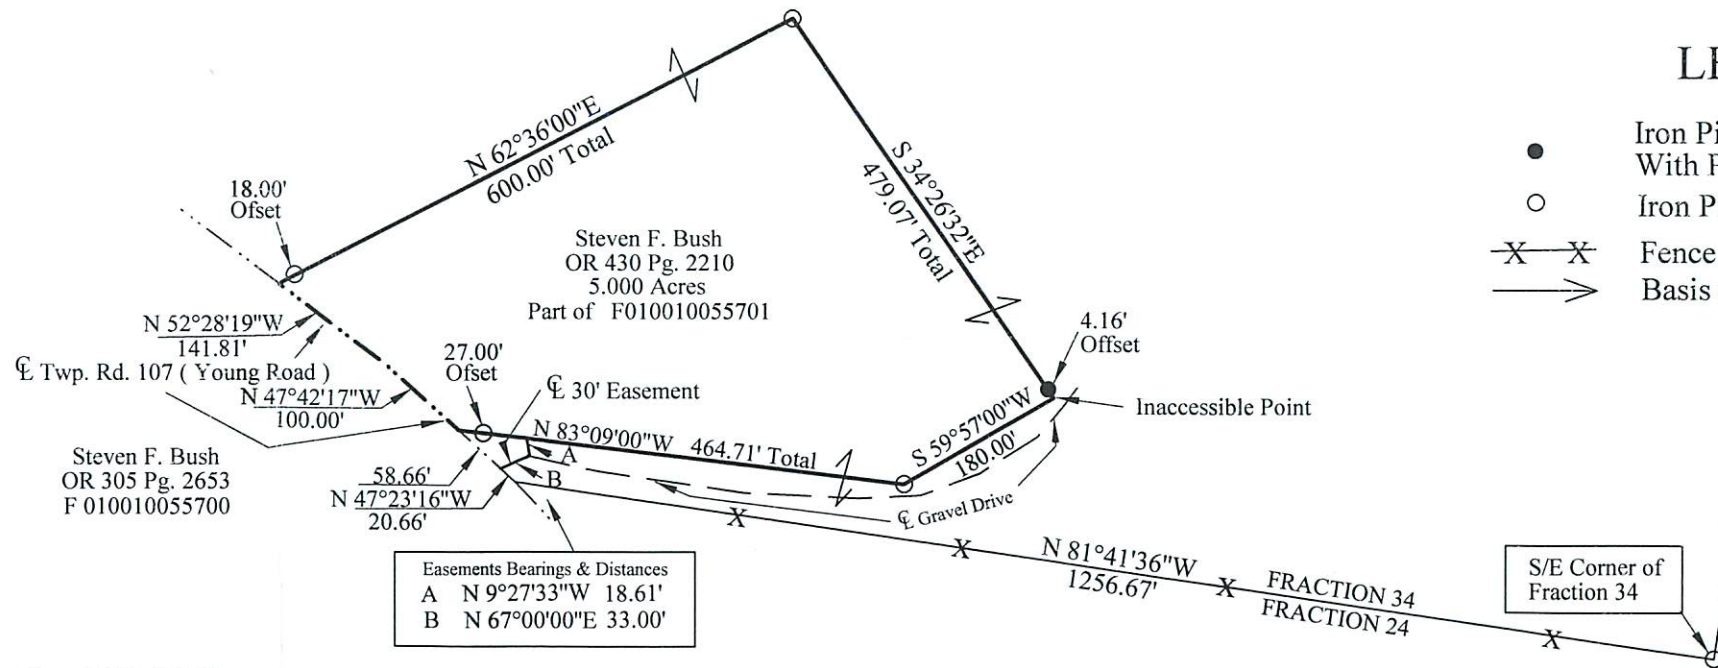 LE
Iron Pi
With P
Iron P
X X Fence
Basis
N 62°36'00"E
600.00' Total
S 34°26'32"E
479.07' Total
18.00'
Ofset
Steven F. Bush
OR 430 Pg. 2210
5.000 Acres
Part of F010010055701
N 52°28'19"W
141.81'
℄ Twp. Rd. 107 ( Young Road )
N 47°42'17"W
100.00'
27.00'
Ofset
℄ 30' Easement
4.16'
Offset
Inaccessible Point
N 83°09'00"W 464.71' Total
S 59°57'00"W
180.00'
A
B
Steven F. Bush
OR 305 Pg. 2653
F 010010055700
58.66'
N 47°23'16"W
20.66'
℄ Gravel Drive
X
X
N 81°41'36"W
1256.67'
X
FRACTION 34
FRACTION 24
X
S/E Corner of
Fraction 34
Easements Bearings & Distances
A N 9°27'33"W 18.61'
B N 67°00'00"E 33.00'